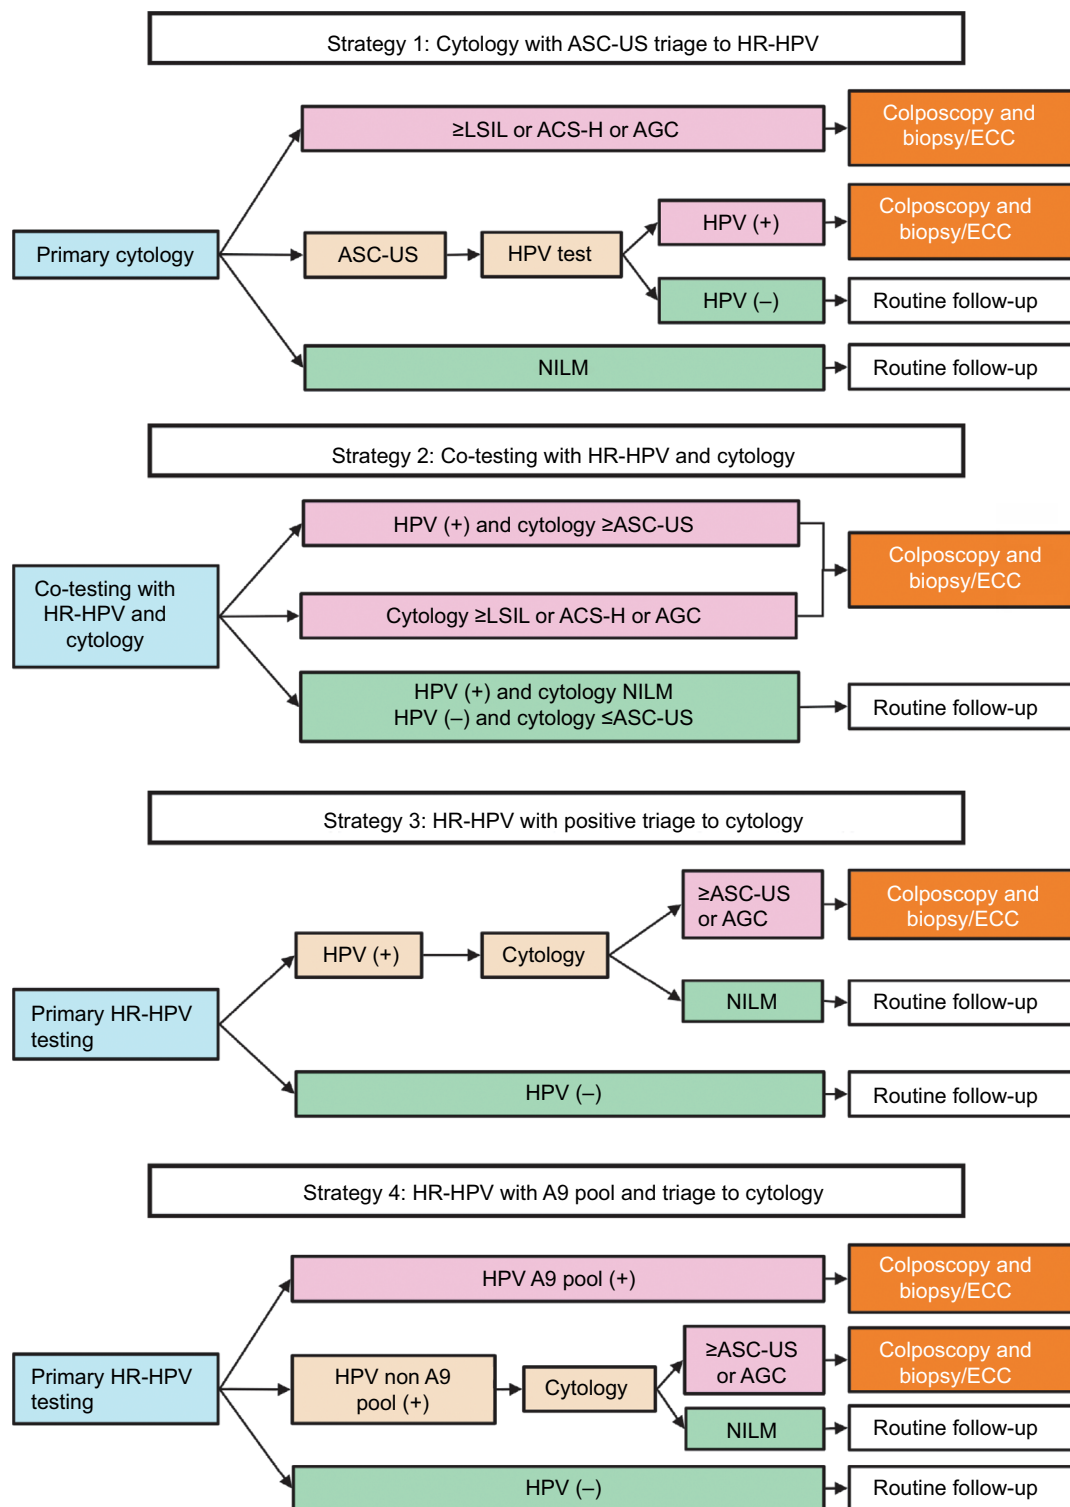 Strategy 1: Cytology with ASC-US triage to HR-HPV
≥LSIL or ACS-H or AGC
Colposcopy and
biopsy/ECC
Primary cytology
ASC-US
HPV test
HPV (+)
Colposcopy and
biopsy/ECC
HPV (–)
Routine follow-up
NILM
Routine follow-up
Strategy 2: Co-testing with HR-HPV and cytology
Co-testing with
HR-HPV and
cytology
HPV (+) and cytology ≥ASC-US
Cytology ≥LSIL or ACS-H or AGC
Colposcopy and
biopsy/ECC
HPV (+) and cytology NILM
HPV (–) and cytology ≤ASC-US
Routine follow-up
Strategy 3: HR-HPV with positive triage to cytology
Primary HR-HPV
testing
HPV (+)
Cytology
≥ASC-US
or AGC
Colposcopy and
biopsy/ECC
NILM
Routine follow-up
HPV (–)
Routine follow-up
Strategy 4: HR-HPV with A9 pool and triage to cytology
HPV A9 pool (+)
Colposcopy and
biopsy/ECC
Primary HR-HPV
testing
HPV non A9
pool (+)
Cytology
≥ASC-US
or AGC
Colposcopy and
biopsy/ECC
NILM
Routine follow-up
HPV (–)
Routine follow-up